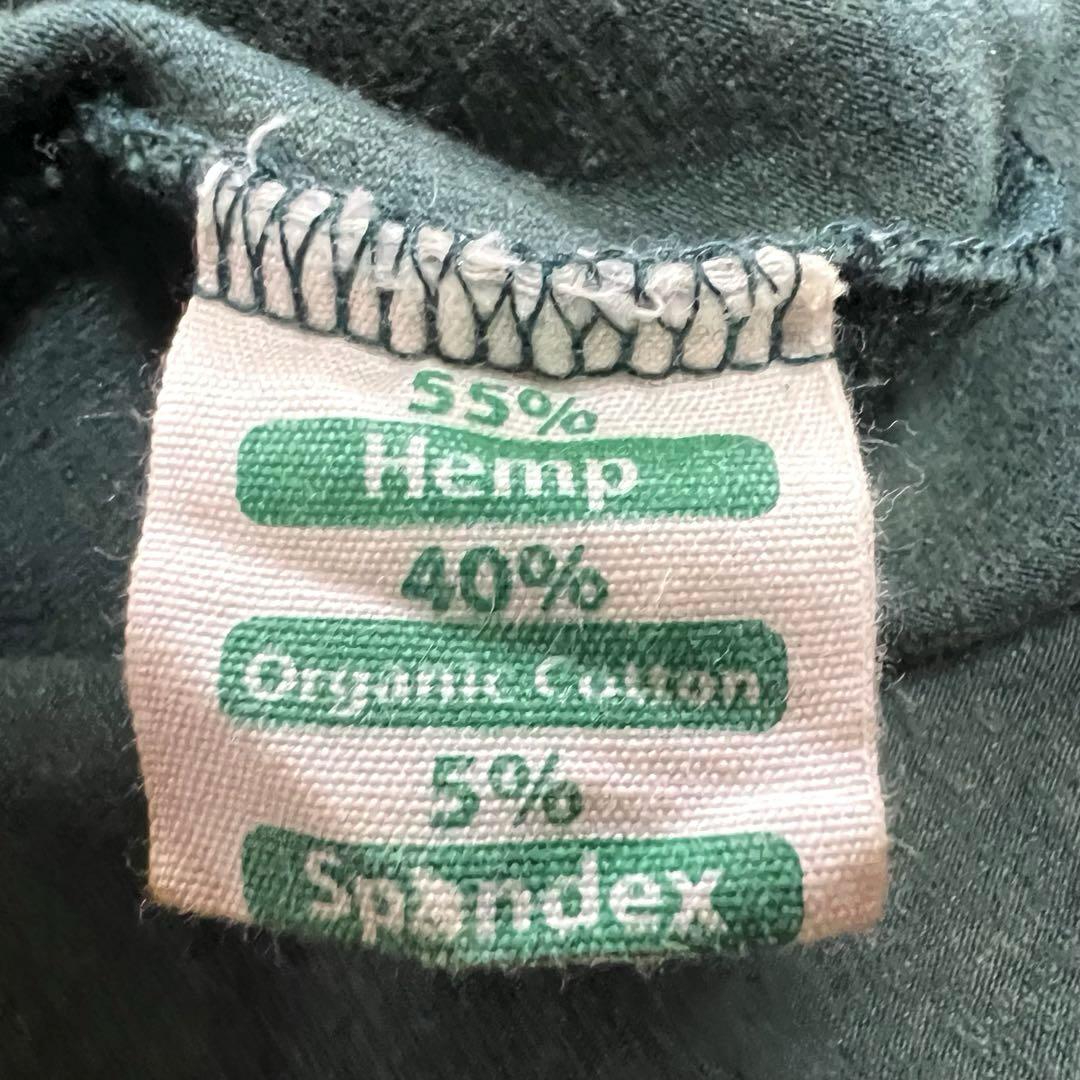 55%
Hemp
40%
Organic Cotton
5%
Spandex